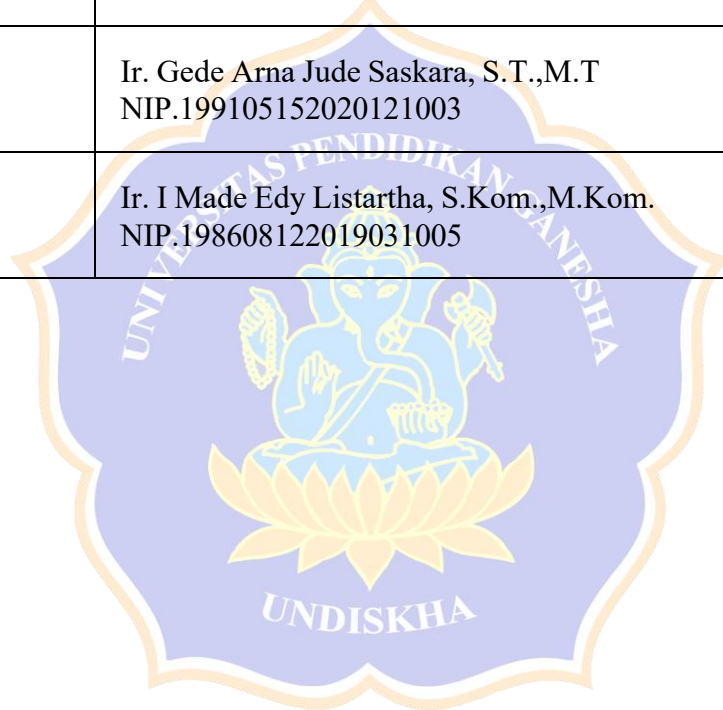 Ir. Gede Arna Jude Saskara, S.T.,M.T
NIP.199105152020121003
Ir. I Made Edy Listartha, S.Kom.,M.Kom.
NIP.198608122019031005
UNIVERSITAS PENDIDIKAN GANESHA
UNDISKHA